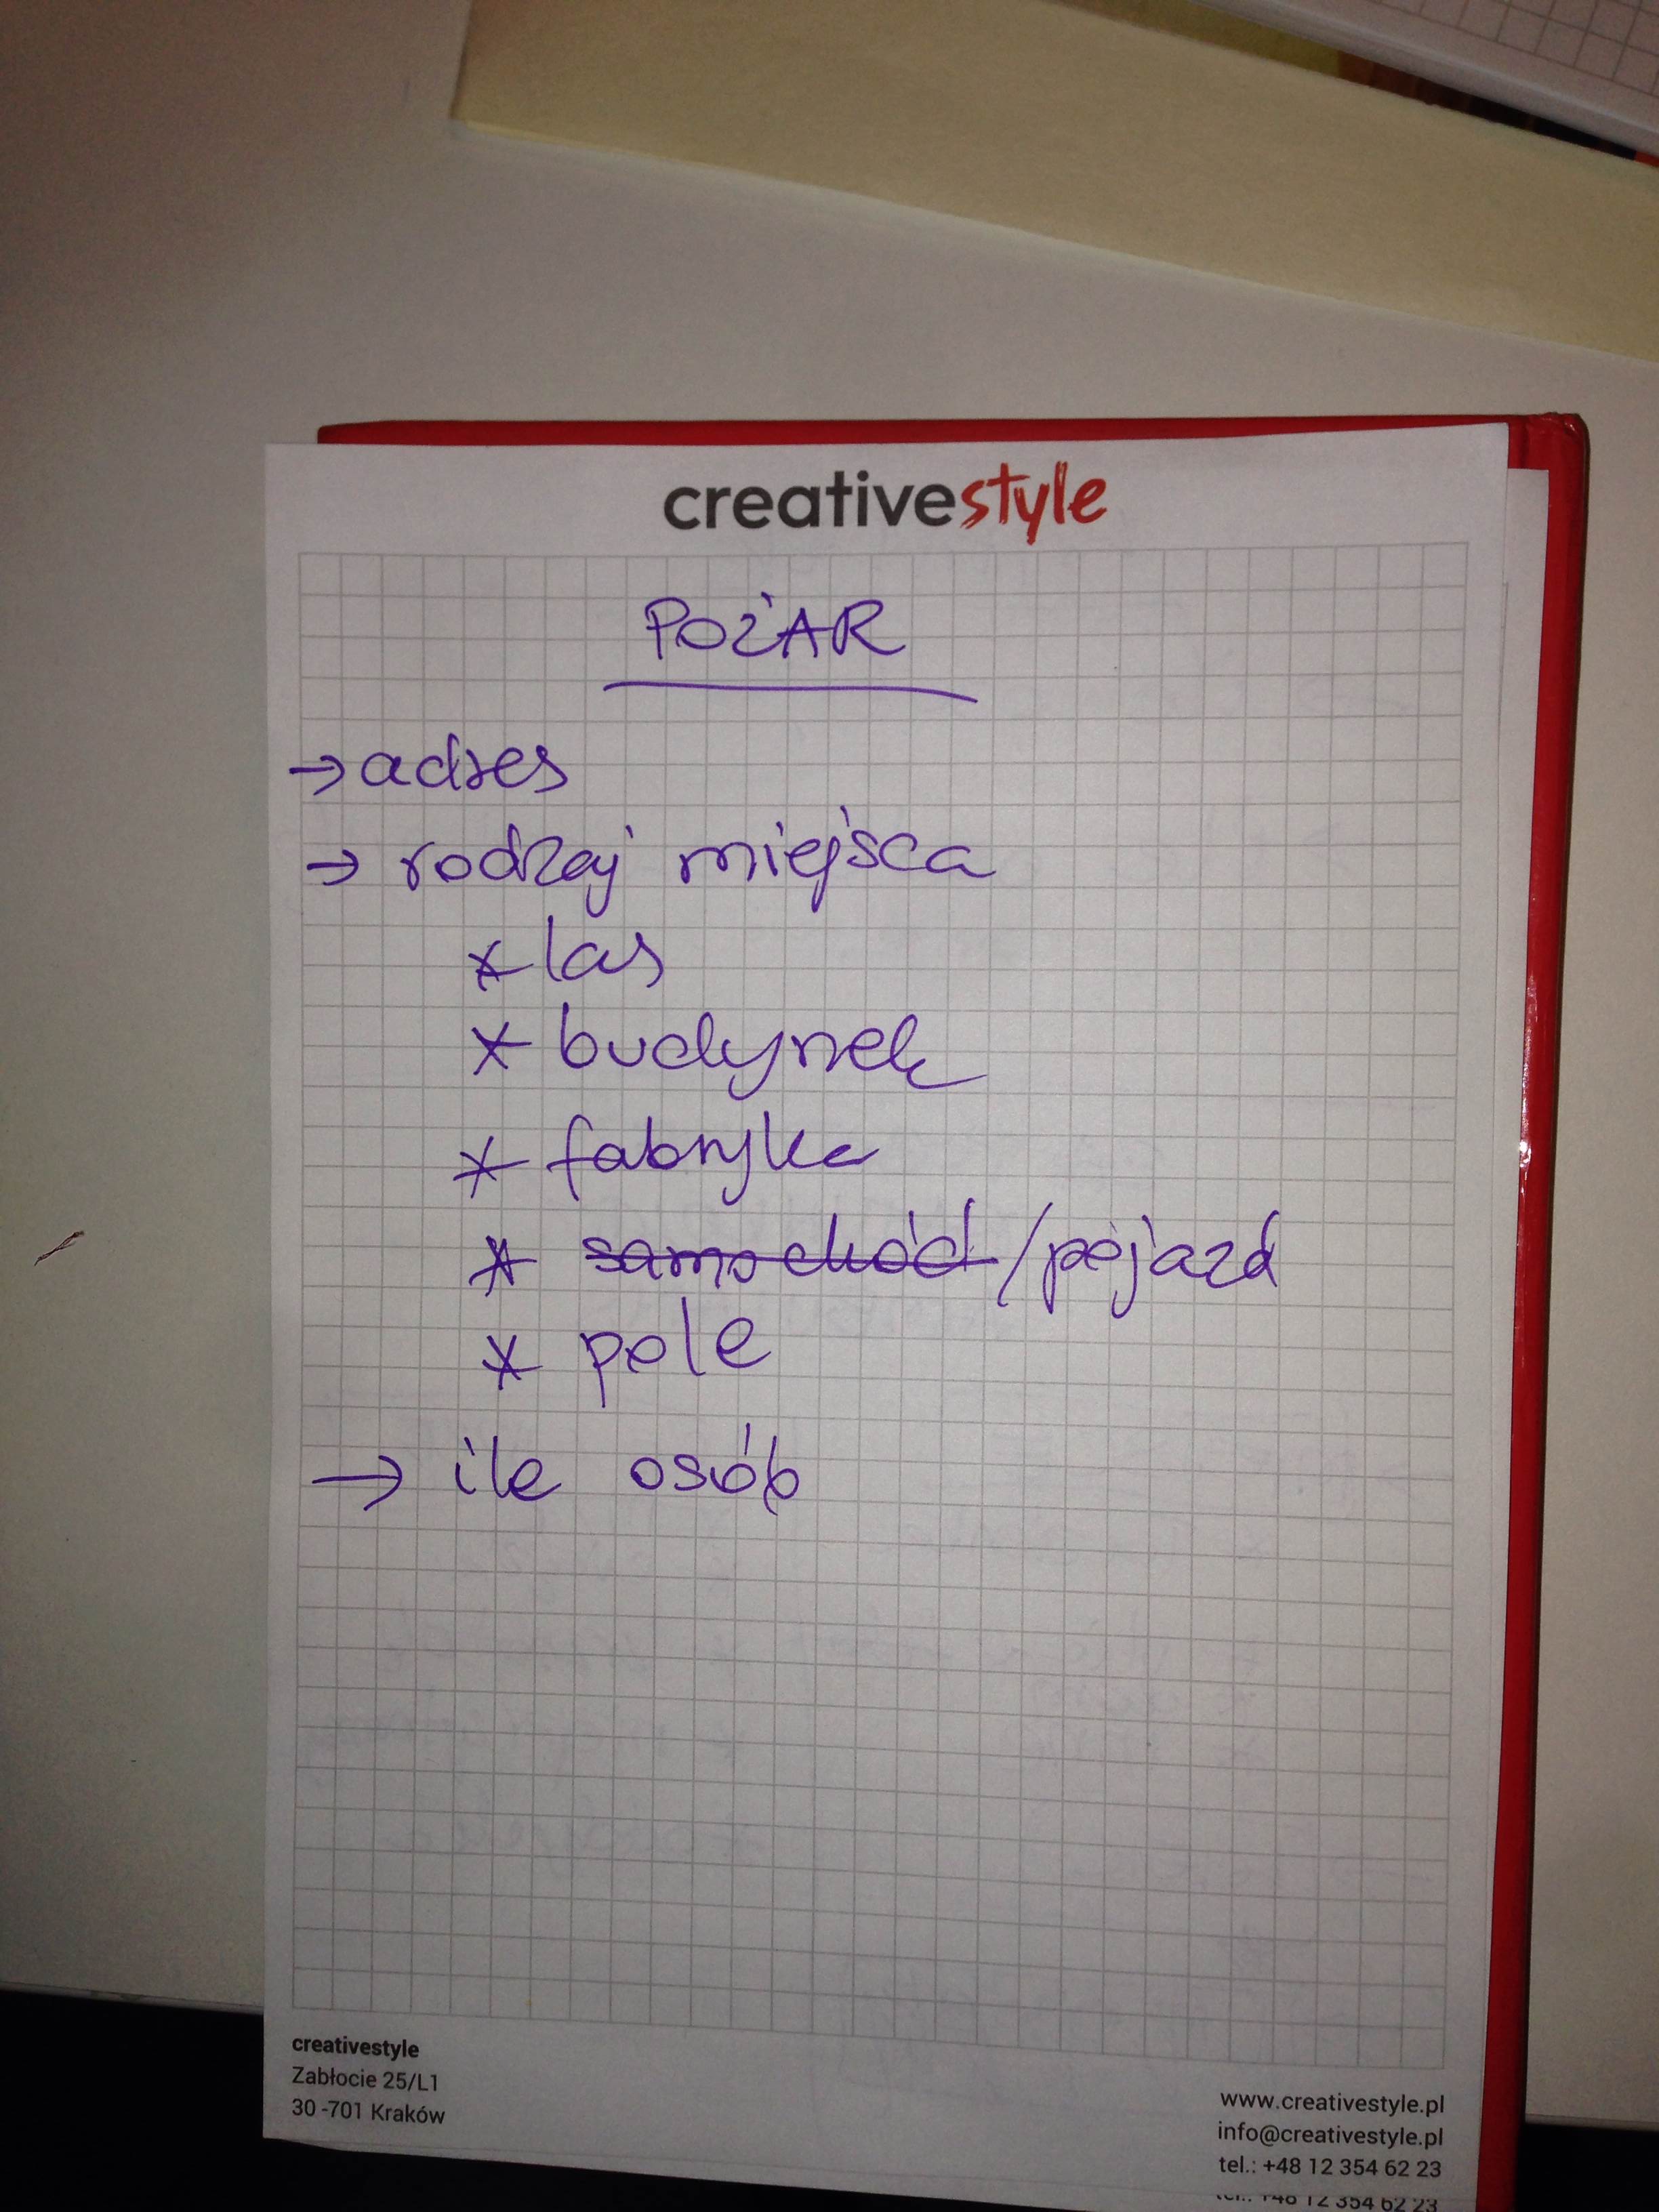 creativestyle
POŻAR
→ adres
→ rodzaj miejsca
* las
* budynek
* fabryka
* samochód/pojazd
* pole
→ ile osób
creativestyle
Zabłocie 25/L1
30 -701 Kraków
www.creativestyle.pl
info@creativestyle.pl
tel.: +48 12 354 62 23
tel.: +48 12 354 62 23